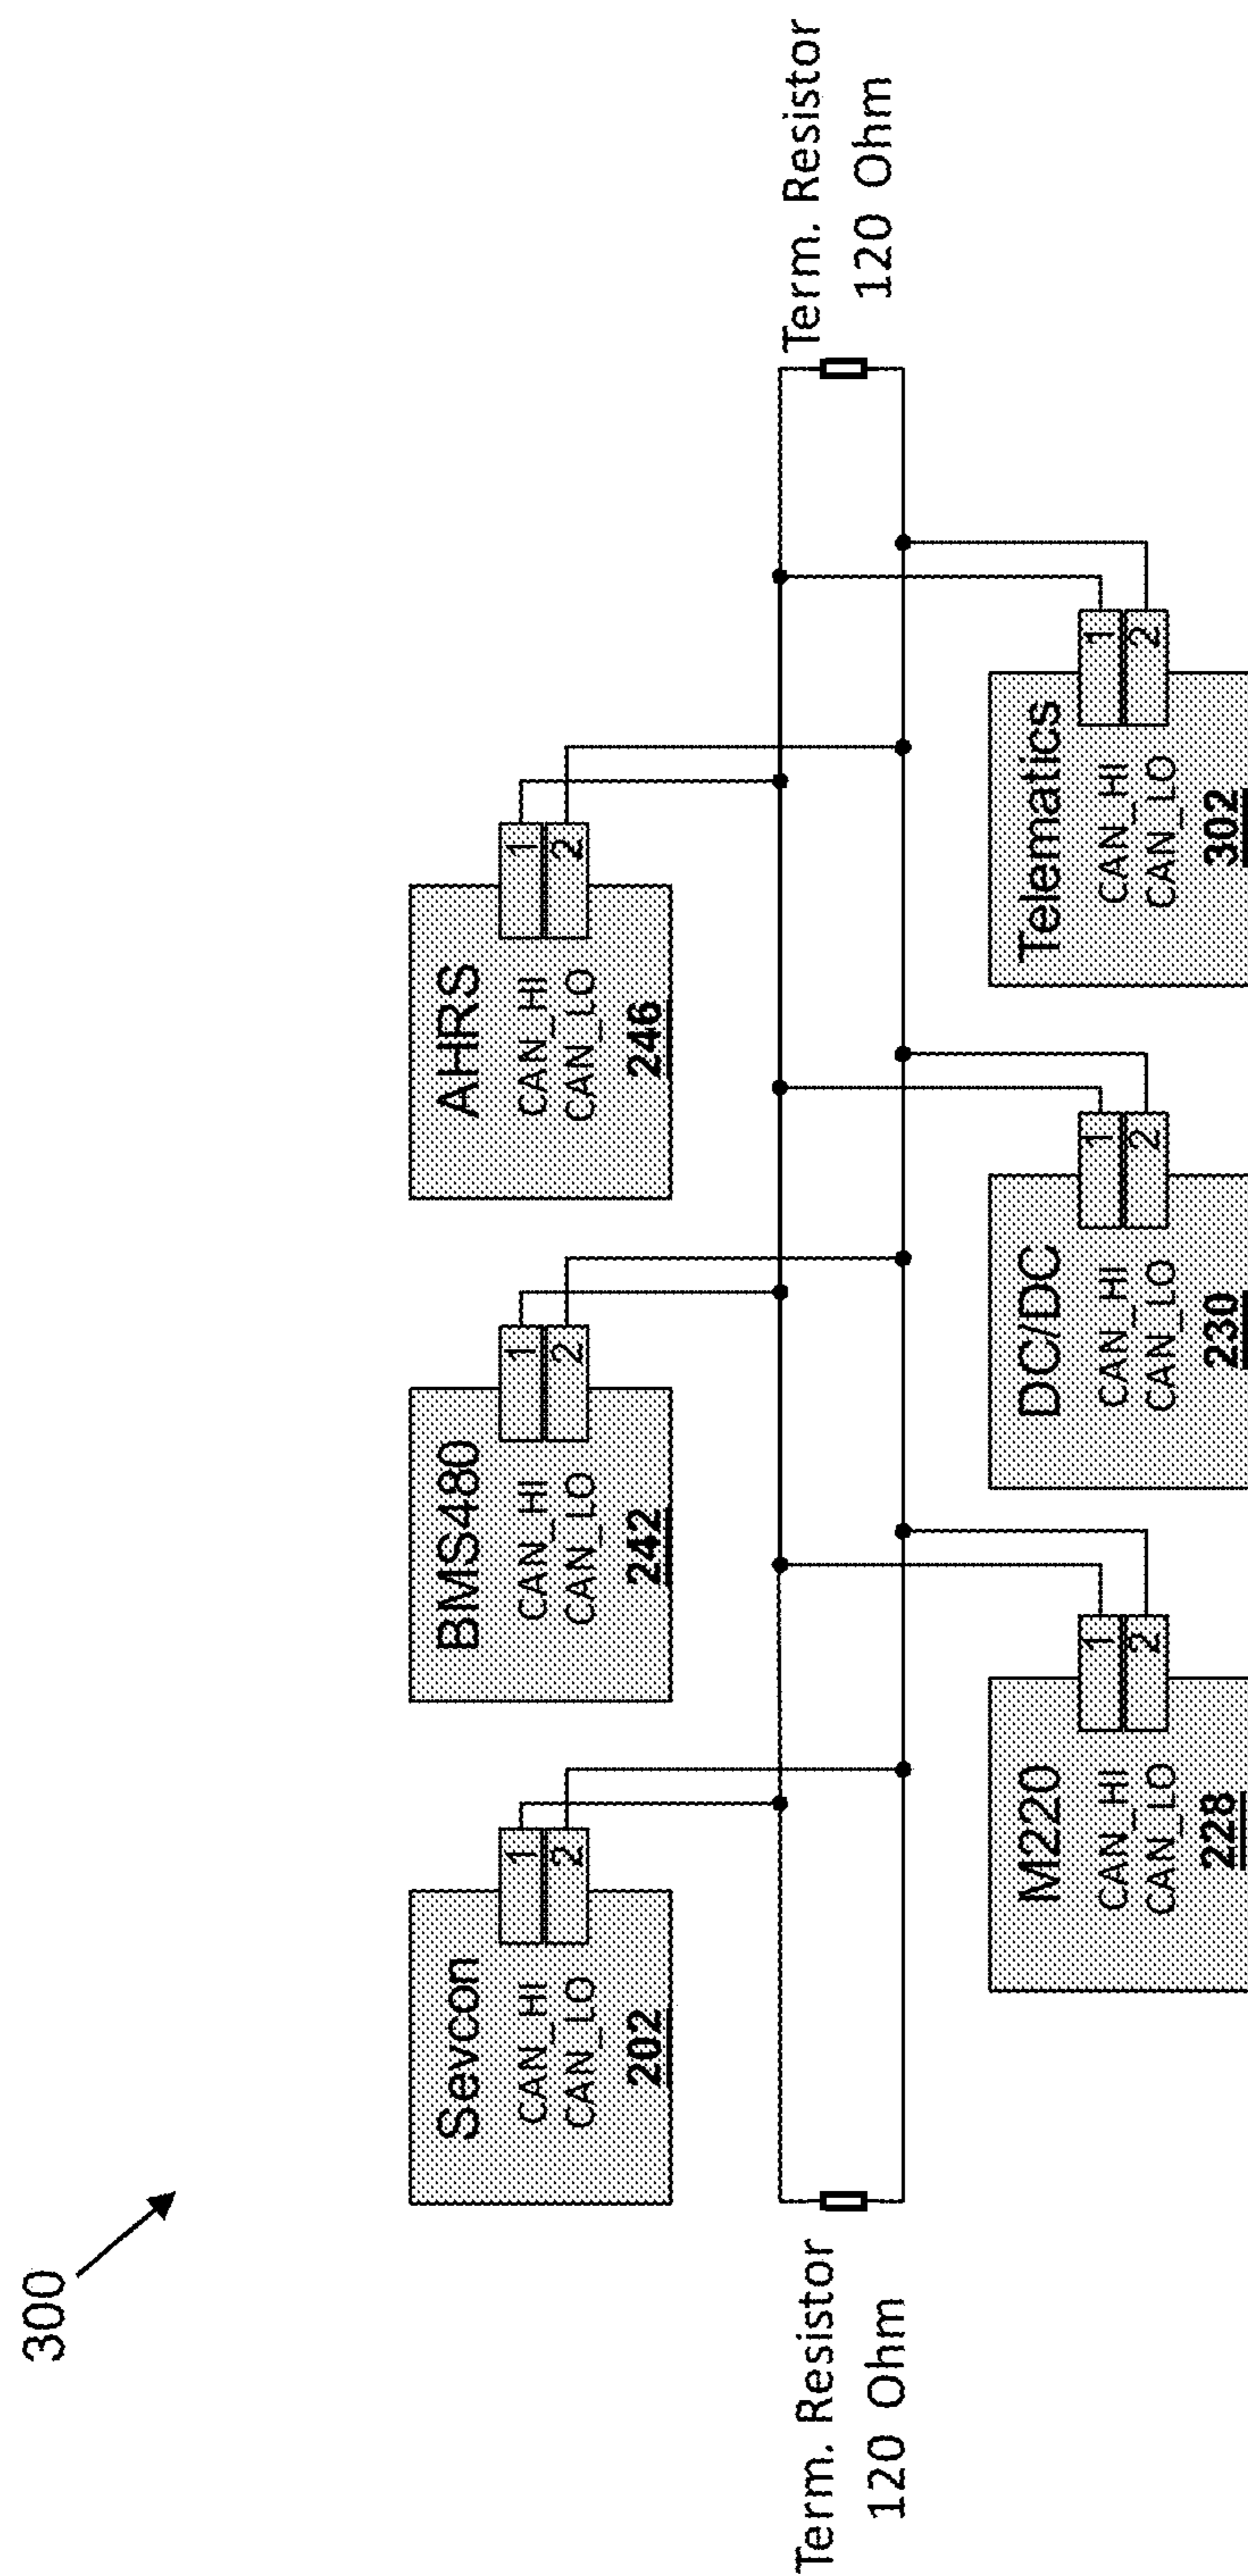 300
Sevcon
1
CAN_HI
2
CAN_LO
202
BMS480
1
CAN_HI
2
CAN_LO
242
AHRS
1
CAN_HI
2
CAN_LO
246
Term. Resistor
120 Ohm
Term. Resistor
120 Ohm
M220
1
CAN_HI
2
CAN_LO
228
DC/DC
1
CAN_HI
2
CAN_LO
230
Telematics
1
CAN_HI
2
CAN_LO
302